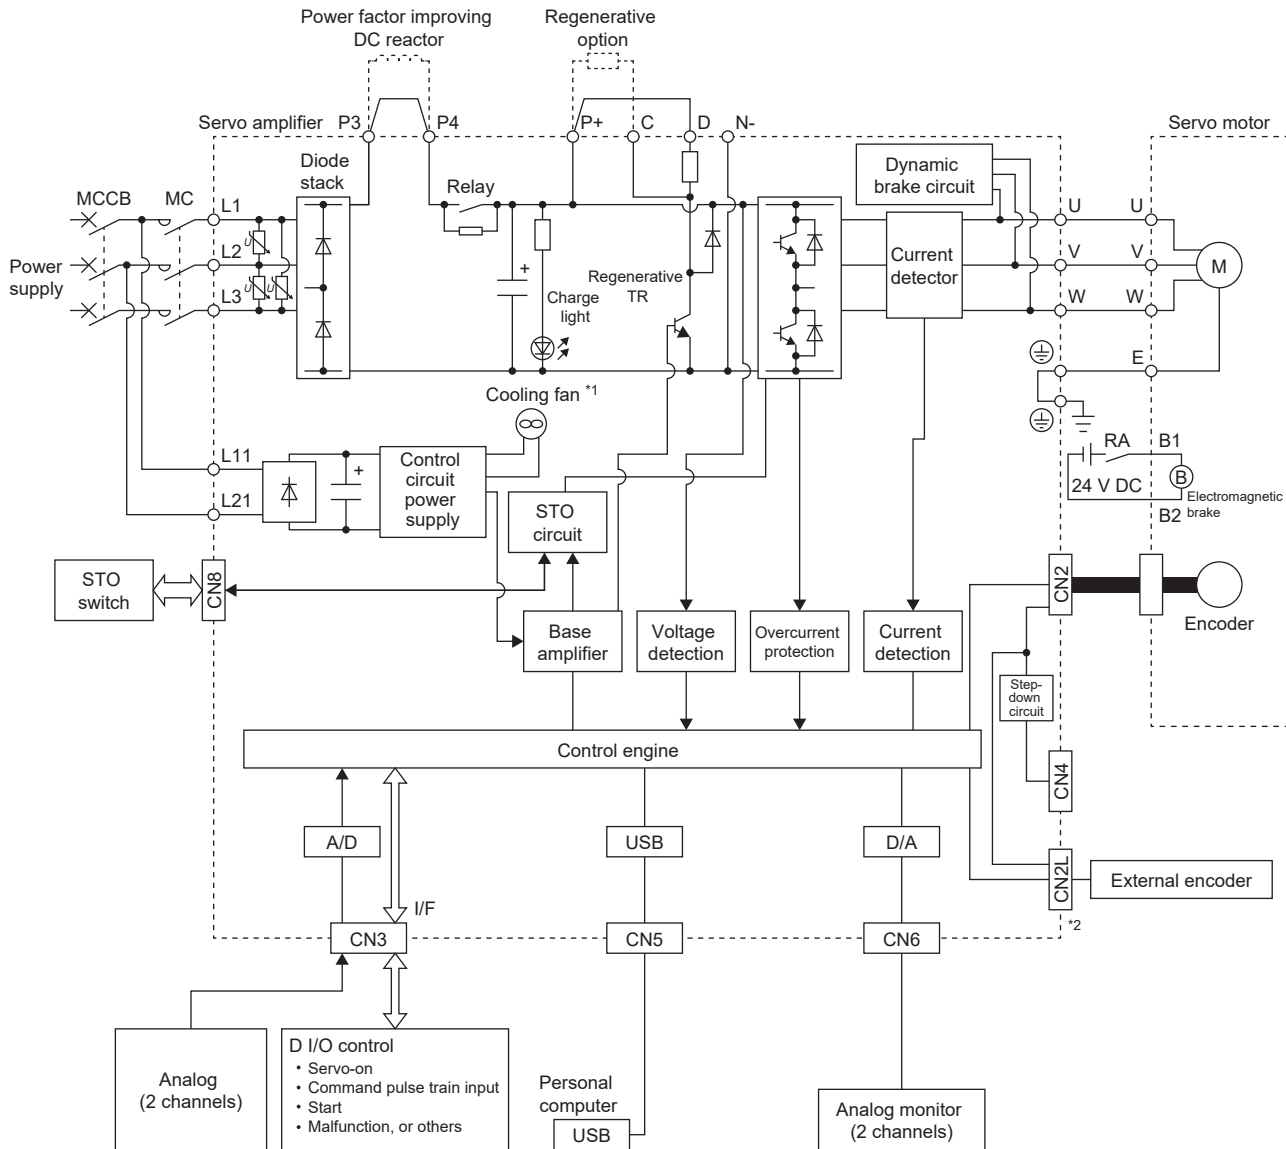 Power factor improving
DC reactor
Regenerative
option
Servo amplifier
P3
P4
P+
C
D
N-
Servo motor
Diode
stack
Dynamic
brake circuit
MCCB
MC
Relay
L1
U
U
U
L2
Power
supply
+
Regenerative
TR
Current
detector
V
V
M
U
U
L3
Charge
light
W
W
E
Cooling fan *1
RA
B1
L11
+
Control
circuit
power
supply
24 V DC
B
Electromagnetic
brake
L21
STO
circuit
B2
STO
switch
CN8
CN2
Encoder
Base
amplifier
Voltage
detection
Overcurrent
protection
Current
detection
Step-
down
circuit
Control engine
CN4
A/D
USB
D/A
CN2L
External encoder
*2
I/F
CN3
CN5
CN6
Analog
(2 channels)
D I/O control
• Servo-on
• Command pulse train input
• Start
• Malfunction, or others
Personal
computer
USB
Analog monitor
(2 channels)